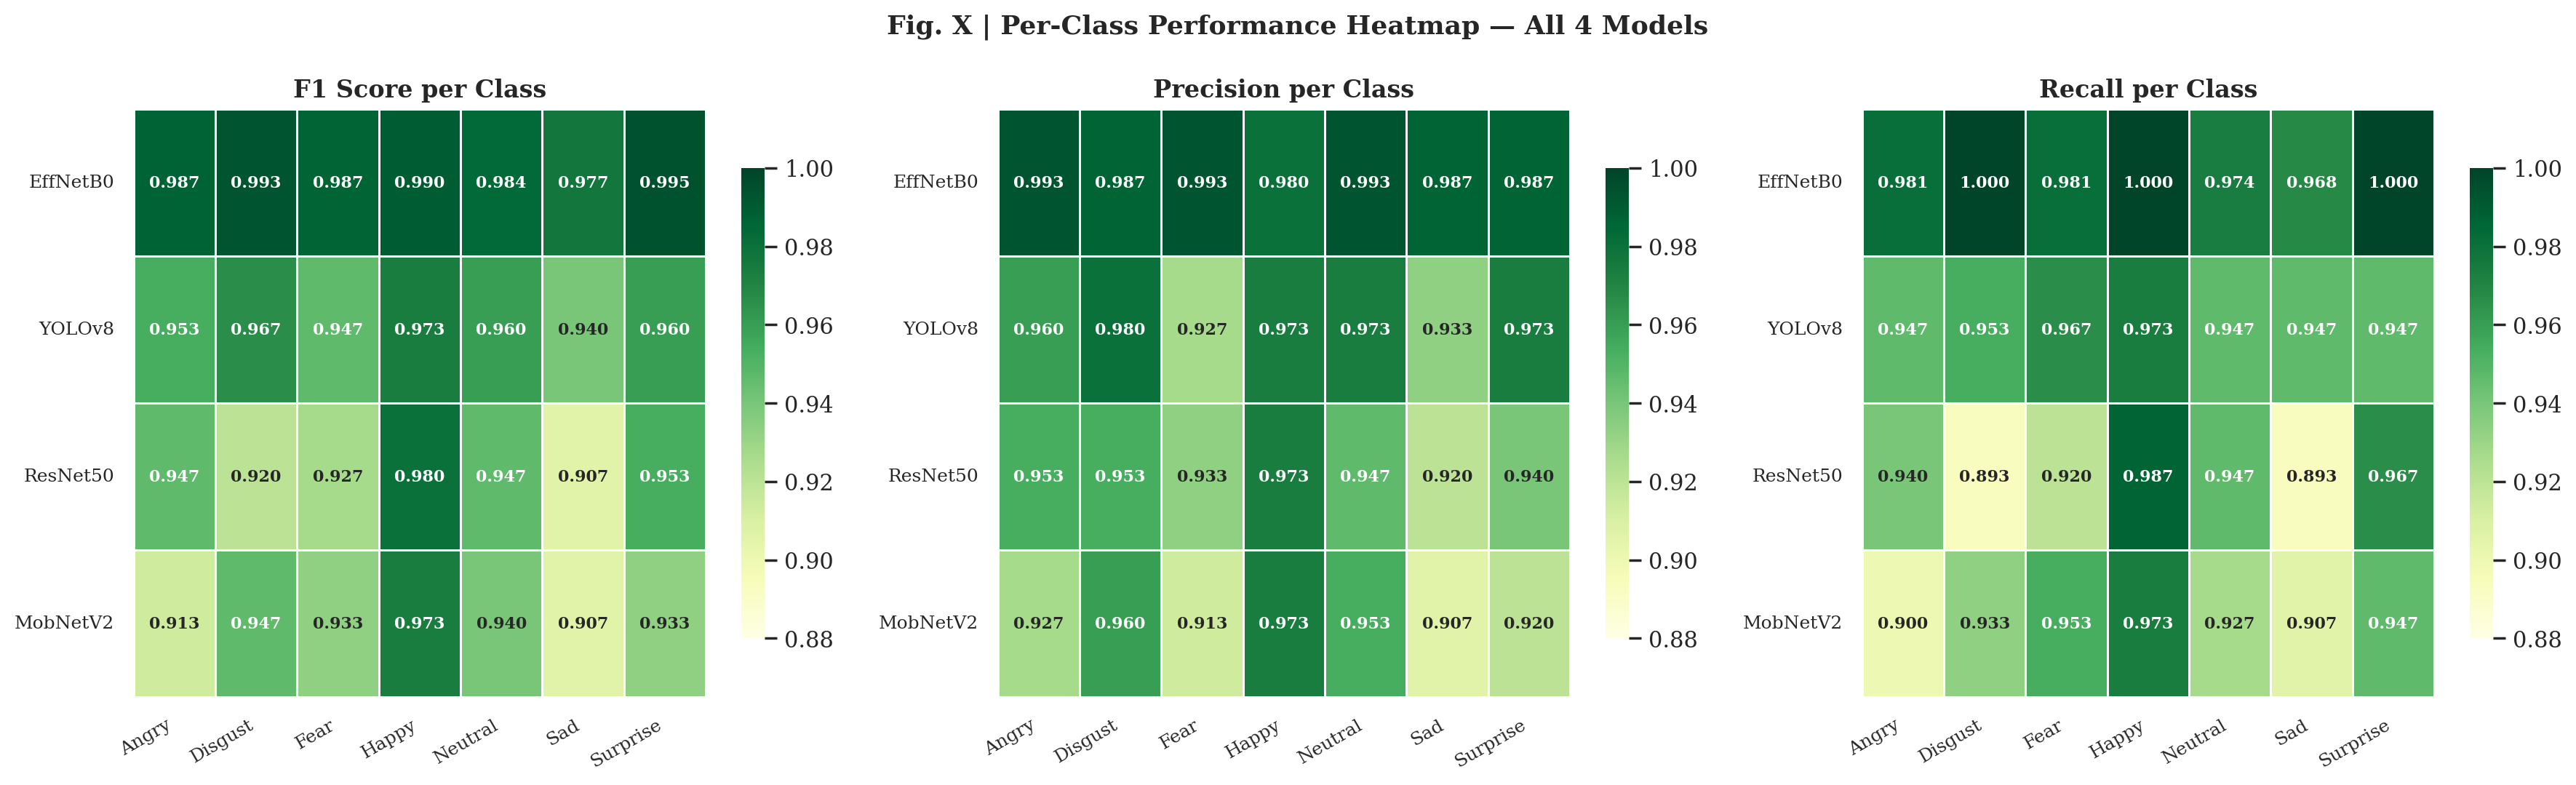 Fig. X | Per-Class Performance Heatmap — All 4 Models
F1 Score per Class
EffNetB0 0.987 0.993 0.987 0.990 0.984 0.977 0.995
YOLOv8 0.953 0.967 0.947 0.973 0.960 0.940 0.960
ResNet50 0.947 0.920 0.927 0.980 0.947 0.907 0.953
MobNetV2 0.913 0.947 0.933 0.973 0.940 0.907 0.933
Angry Disgust Fear Happy Neutral Sad Surprise
1.00
0.98
0.96
0.94
0.92
0.90
0.88
Precision per Class
EffNetB0 0.993 0.987 0.993 0.980 0.993 0.987 0.987
YOLOv8 0.960 0.980 0.927 0.973 0.973 0.933 0.973
ResNet50 0.953 0.953 0.933 0.973 0.947 0.920 0.940
MobNetV2 0.927 0.960 0.913 0.973 0.953 0.907 0.920
Angry Disgust Fear Happy Neutral Sad Surprise
1.00
0.98
0.96
0.94
0.92
0.90
0.88
Recall per Class
EffNetB0 0.981 1.000 0.981 1.000 0.974 0.968 1.000
YOLOv8 0.947 0.953 0.967 0.973 0.947 0.947 0.947
ResNet50 0.940 0.893 0.920 0.987 0.947 0.893 0.967
MobNetV2 0.900 0.933 0.953 0.973 0.927 0.907 0.947
Angry Disgust Fear Happy Neutral Sad Surprise
1.00
0.98
0.96
0.94
0.92
0.90
0.88